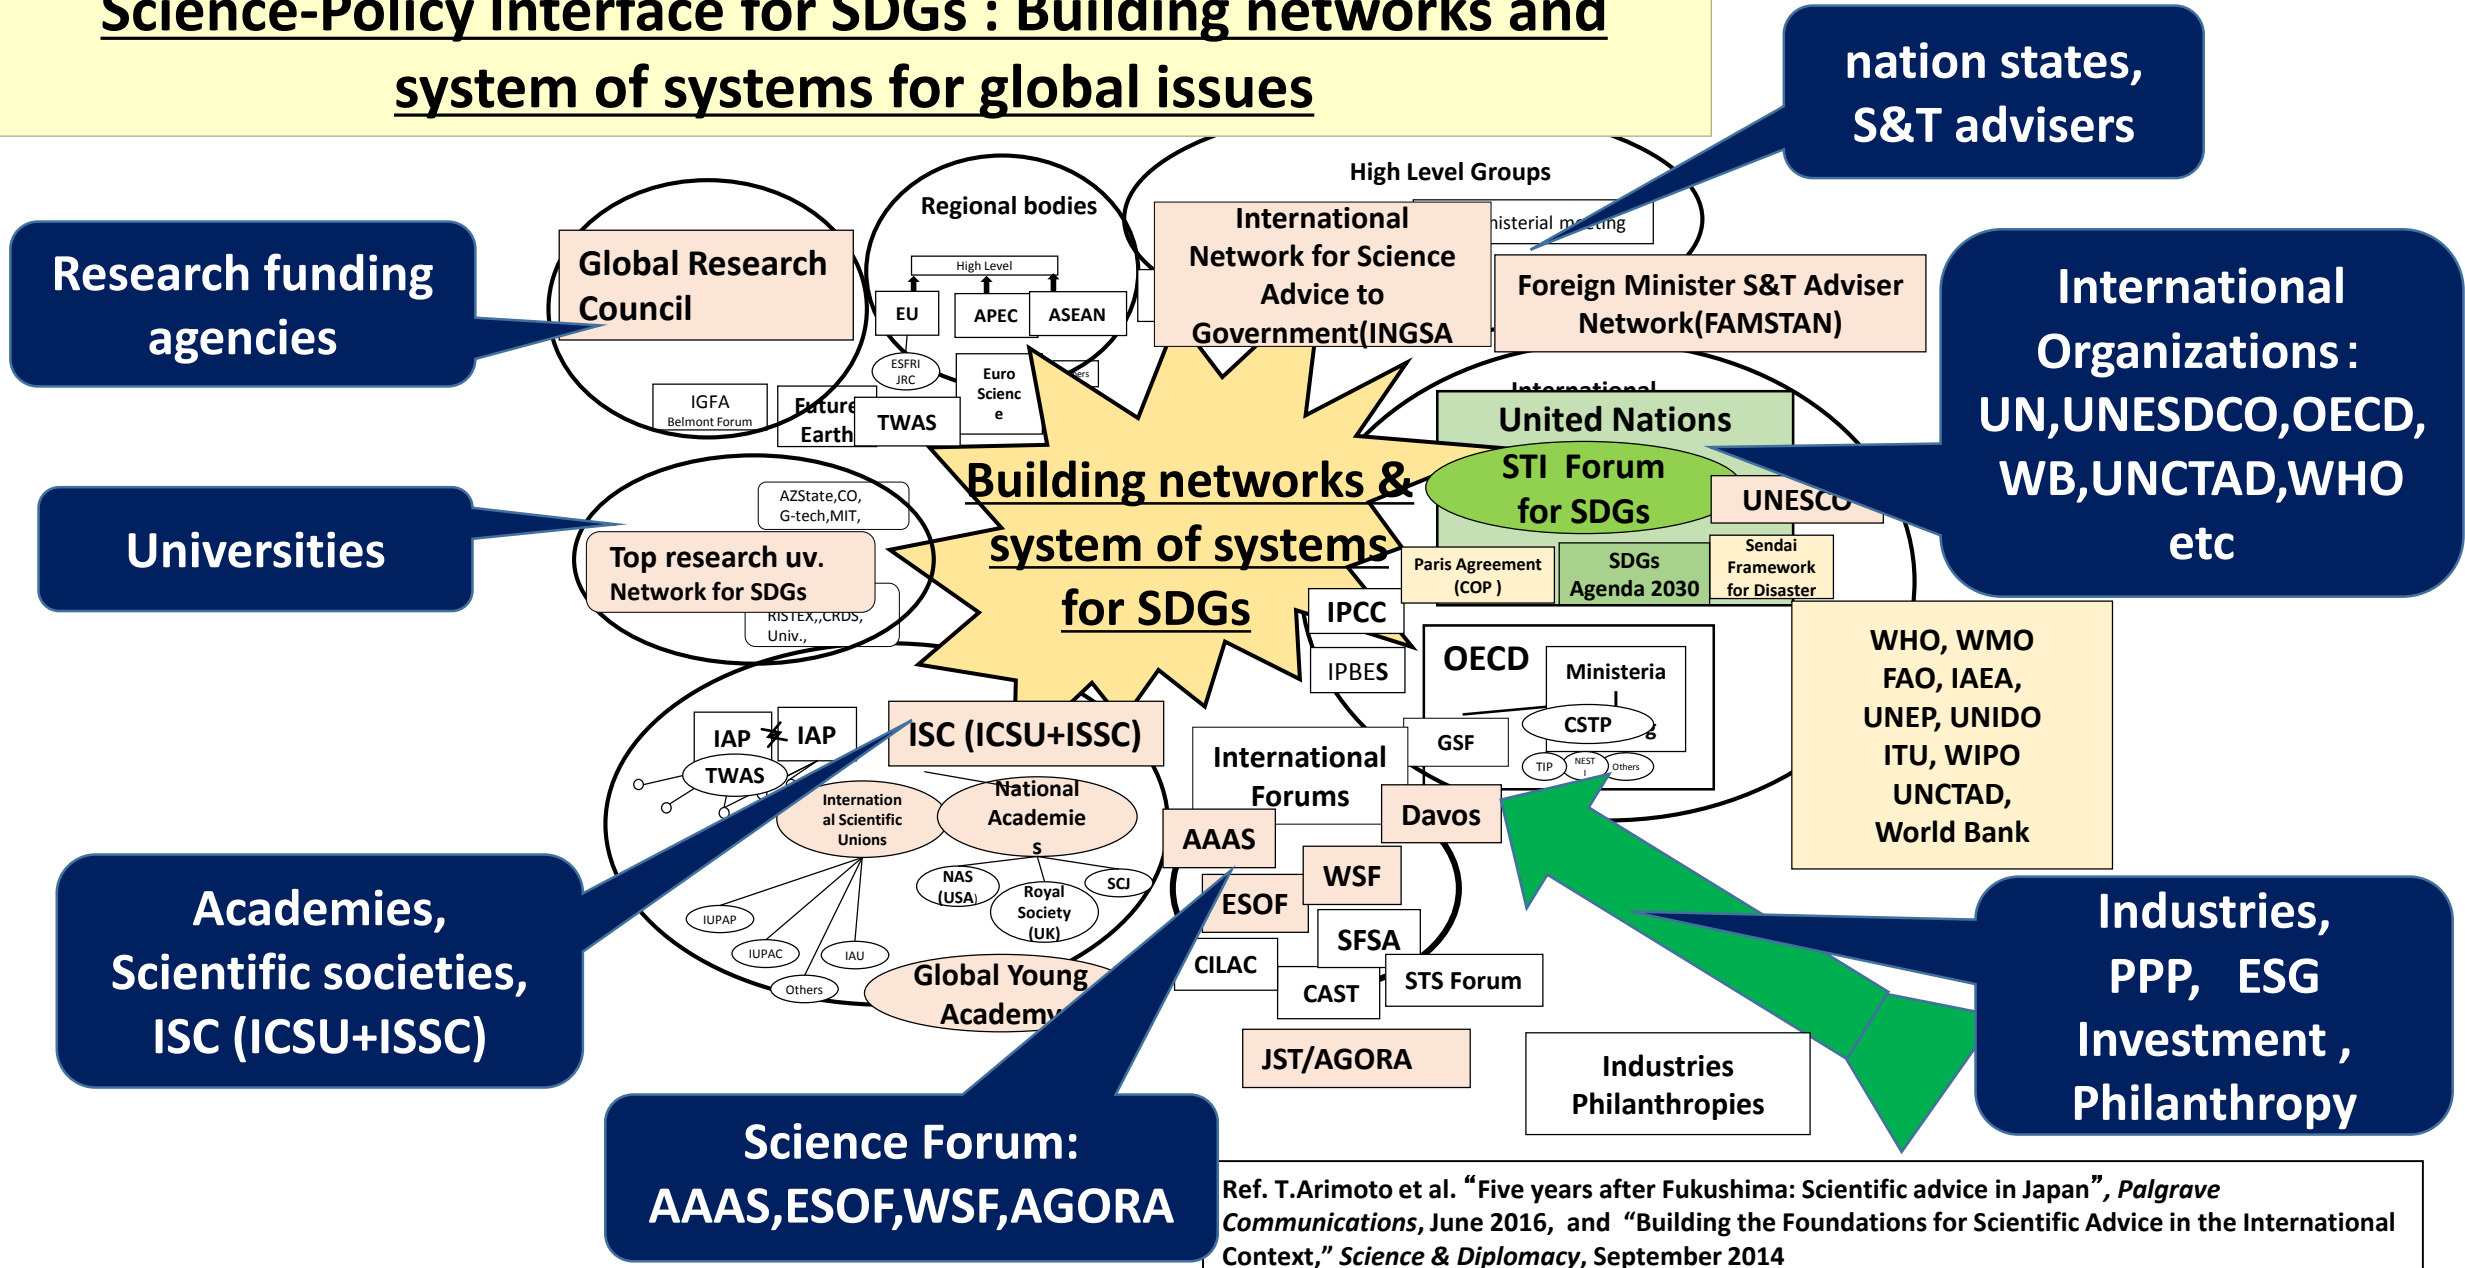 Science-Policy Interface for SDGs : Building networks and
system of systems for global issues
nation states,
S&T advisers
High Level Groups
Regional bodies
International
Network for Science
Advice to
Government(INGSA
meeting
Research funding
agencies
Global Research
Council
High Level
EU
APEC
ASEAN
Foreign Minister S&T Adviser
Network(FAMSTAN)
International
Organizations :
UN,UNESDCO,OECD,
WB,UNCTAD,WHO
etc
ESFRI
JRC
Euro
Scienc
e
IGFA
Belmont Forum
Future
Earth
TWAS
International
United Nations
STI Forum
for SDGs
UNESCO
Building networks &
system of systems
for SDGs
Universities
AZState,CO,
G-tech,MIT,
Top research uv.
Network for SDGs
RISTEX,,CRDS,
Univ.,
Paris Agreement
(COP )
SDGs
Agenda 2030
Sendai
Framework
for Disaster
IPCC
IPBES
OECD
Ministeria
l
g
CSTP
GSF
TIP
NEST
I
Others
WHO, WMO
FAO, IAEA,
UNEP, UNIDO
ITU, WIPO
UNCTAD,
World Bank
IAP
IAP
TWAS
ISC (ICSU+ISSC)
Internation
al Scientific
Unions
National
Academie
s
NAS
(USA)
Royal
Society
(UK)
SCJ
IUPAP
IUPAC
IAU
Others
Global Young
Academy
International
Forums
Davos
AAAS
WSF
ESOF
SFSA
CILAC
CAST
STS Forum
JST/AGORA
Industries
Philanthropies
Academies,
Scientific societies,
ISC (ICSU+ISSC)
Science Forum:
AAAS,ESOF,WSF,AGORA
Industries,
PPP, ESG
Investment ,
Philanthropy
Ref. T.Arimoto et al. “Five years after Fukushima: Scientific advice in Japan”, Palgrave
Communications, June 2016, and “Building the Foundations for Scientific Advice in the International
Context,” Science & Diplomacy, September 2014